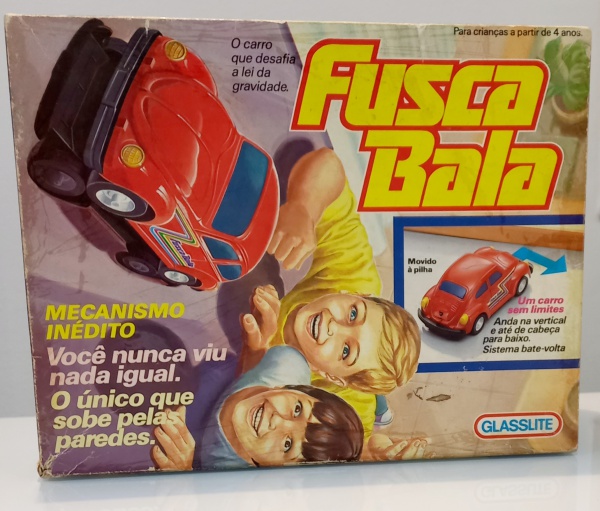 Para crianças a partir de 4 anos.
O carro
que desafia
a lei da
gravidade.
Fusca
Bala
Movido
à pilha
Um carro
sem limites
Anda na vertical
e até de cabeça
para baixo.
Sistema bate-volta
MECANISMO
INÉDITO
Você nunca viu
nada igual.
O único que
sobe pelas
paredes.
GLASSLITE